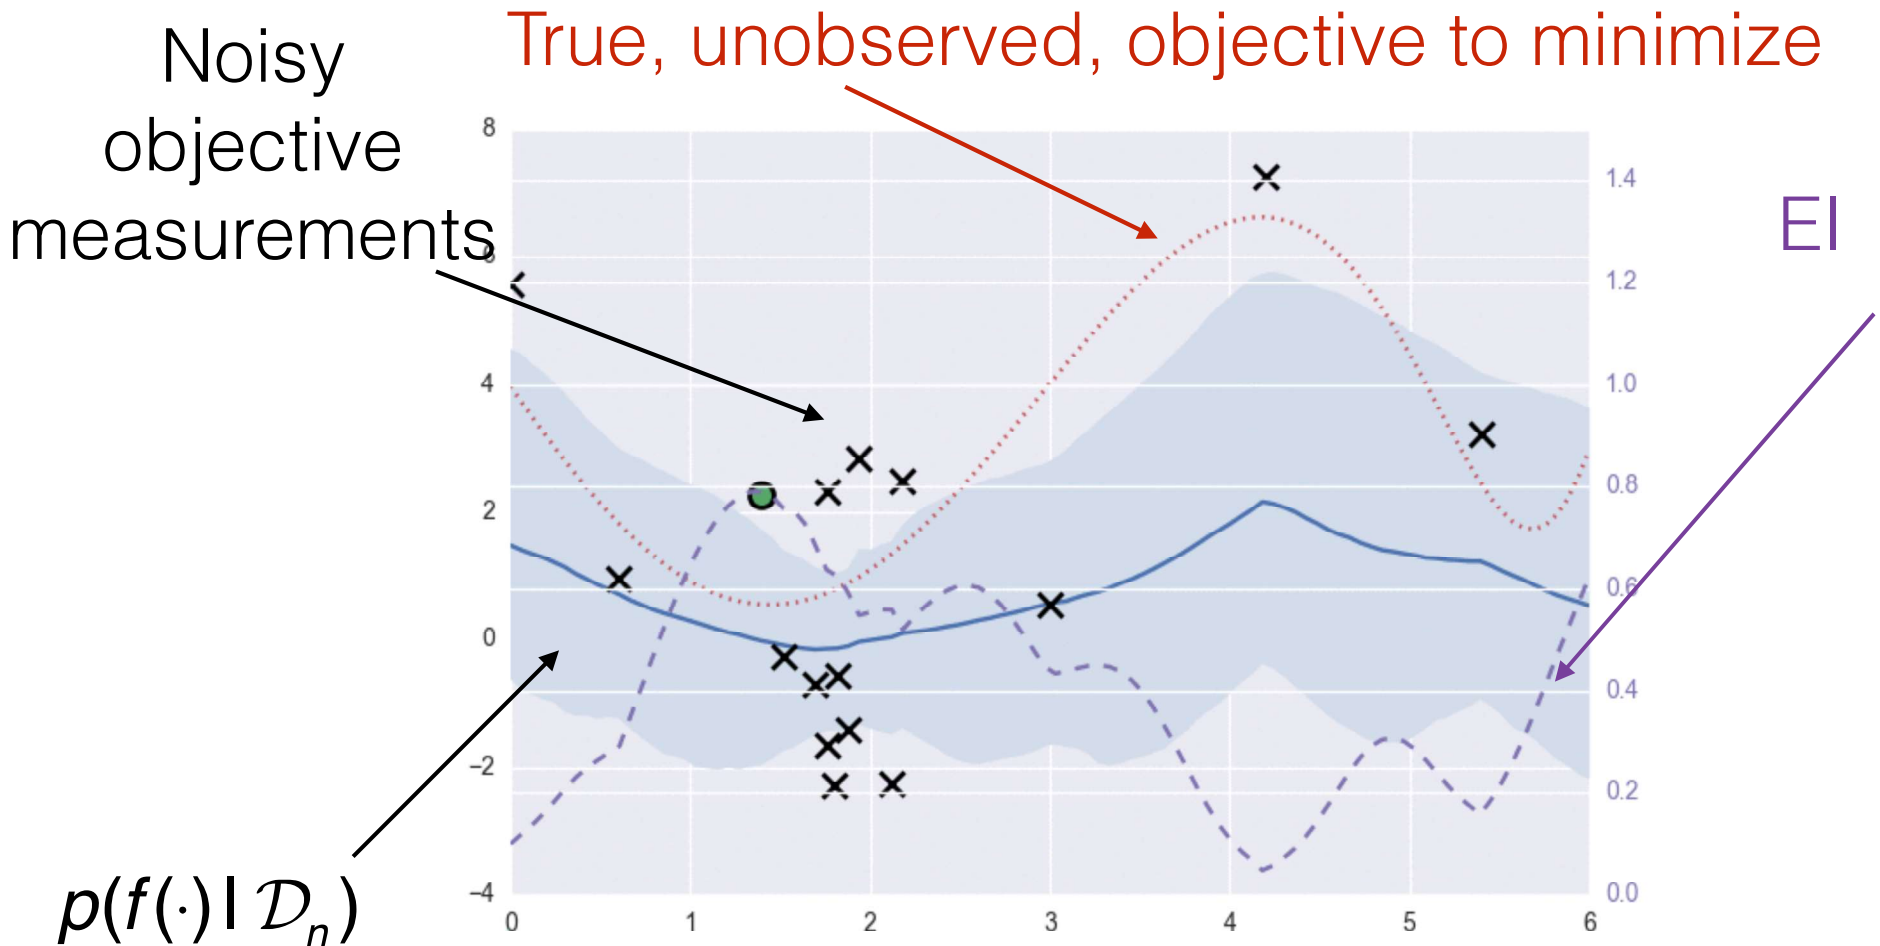 True, unobserved, objective to minimize
Noisy
objective
measurements
EI
p(f(·)| 𝒟n)
8
6
4
2
0
−2
−4
0 1 2 3 4 5 6
1.4
1.2
1.0
0.8
0.6
0.4
0.2
0.0